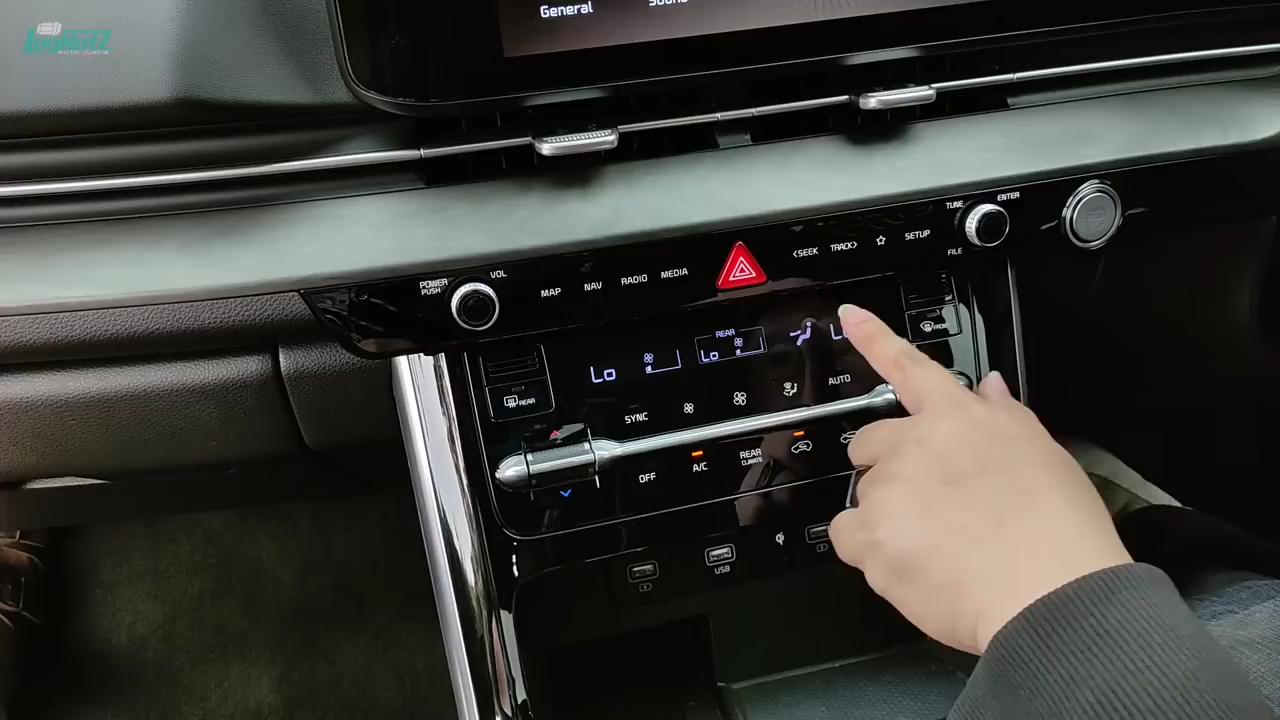 General
VOL
POWER
PUSH
MAP
NAV
RADIO
MEDIA
<SEEK
TRACK>
SETUP
TUNE
ENTER
FILE
REAR
Lo
REAR
Lo
FRONT
SYNC
AUTO
OFF
A/C
REAR
CLIMATE
USB